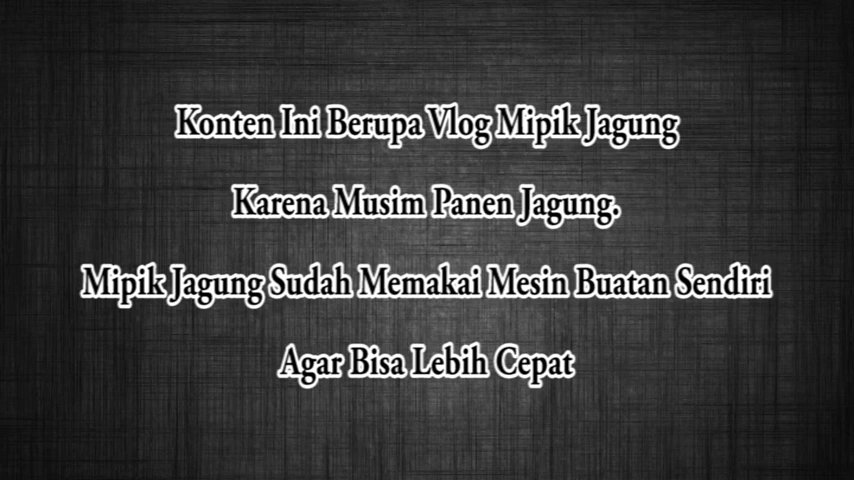 Konten Ini Berupa Vlog Mipik Jagung
Karena Musim Panen Jagung.
Mipik Jagung Sudah Memakai Mesin Buatan Sendiri
Agar Bisa Lebih Cepat